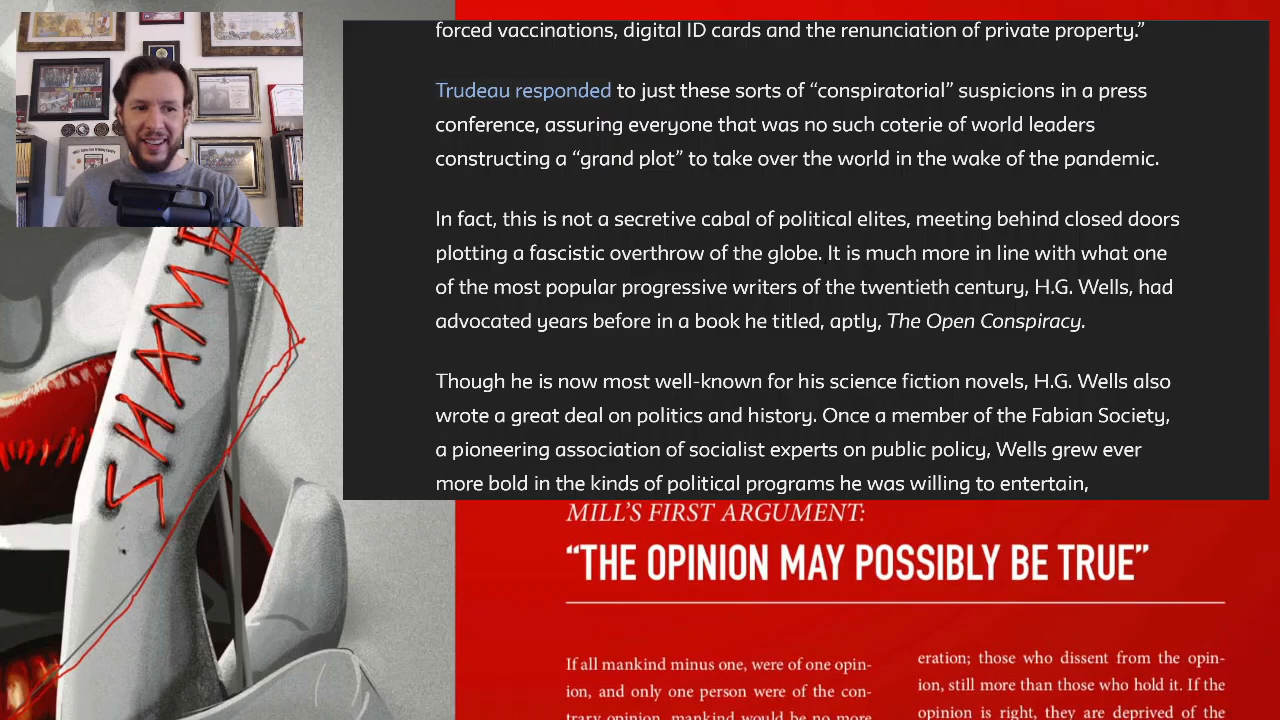 forced vaccinations, digital ID cards and the renunciation of private property.”
Trudeau responded to just these sorts of “conspiratorial” suspicions in a press
conference, assuring everyone that was no such coterie of world leaders
constructing a “grand plot” to take over the world in the wake of the pandemic.
In fact, this is not a secretive cabal of political elites, meeting behind closed doors
plotting a fascistic overthrow of the globe. It is much more in line with what one
of the most popular progressive writers of the twentieth century, H.G. Wells, had
advocated years before in a book he titled, aptly, The Open Conspiracy.
Though he is now most well-known for his science fiction novels, H.G. Wells also
wrote a great deal on politics and history. Once a member of the Fabian Society,
a pioneering association of socialist experts on public policy, Wells grew ever
more bold in the kinds of political programs he was willing to entertain,
SHAME
MILL’S FIRST ARGUMENT:
“THE OPINION MAY POSSIBLY BE TRUE”
If all mankind minus one, were of one opin-
ion, and only one person were of the con-
trary opinion, mankind would be no more
eration; those who dissent from the opin-
ion, still more than those who hold it. If the
opinion is right, they are deprived of the